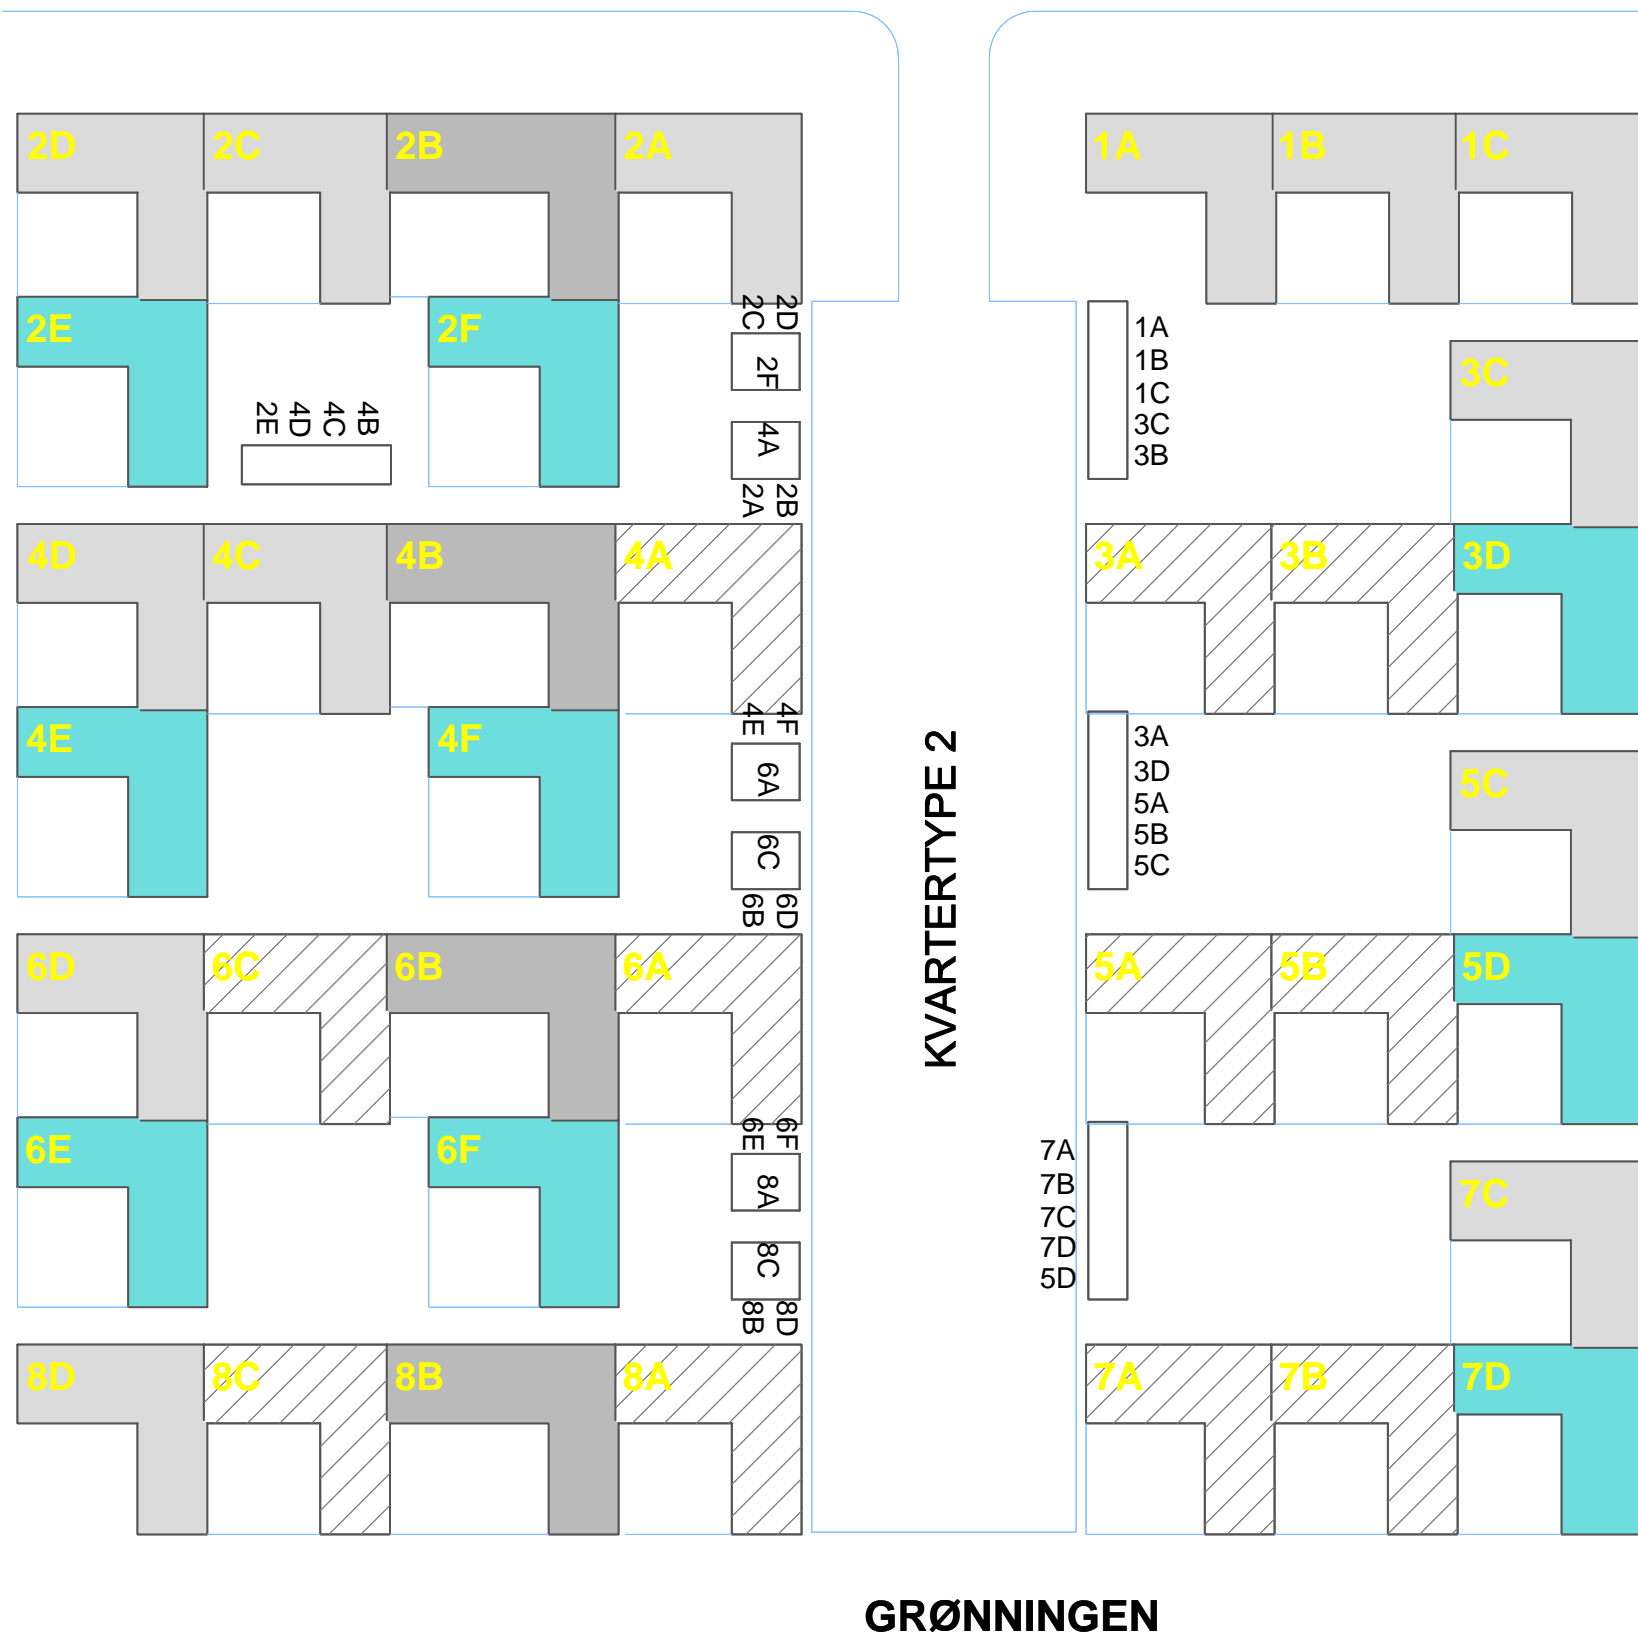 2D 2C 2B 2A 1A 1B 1C
2E 2F
2C 2D
2F
4A
2A 2B
2E 4D 4C 4B
1A
1B
1C
3C
3B
3C
4D 4C 4B 4A 3A 3B 3D
4E 4F
4E 4F
6A
6C
6B 6D
KVARTERTYPE 2
3A
3D
5A
5B
5C
5C
6D 6C 6B 6A 5A 5B 5D
6E 6F
6E 6F
8A
8C
8B 8D
7A
7B
7C
7D
5D
7C
8D 8C 8B 8A 7A 7B 7D
GRØNNINGEN